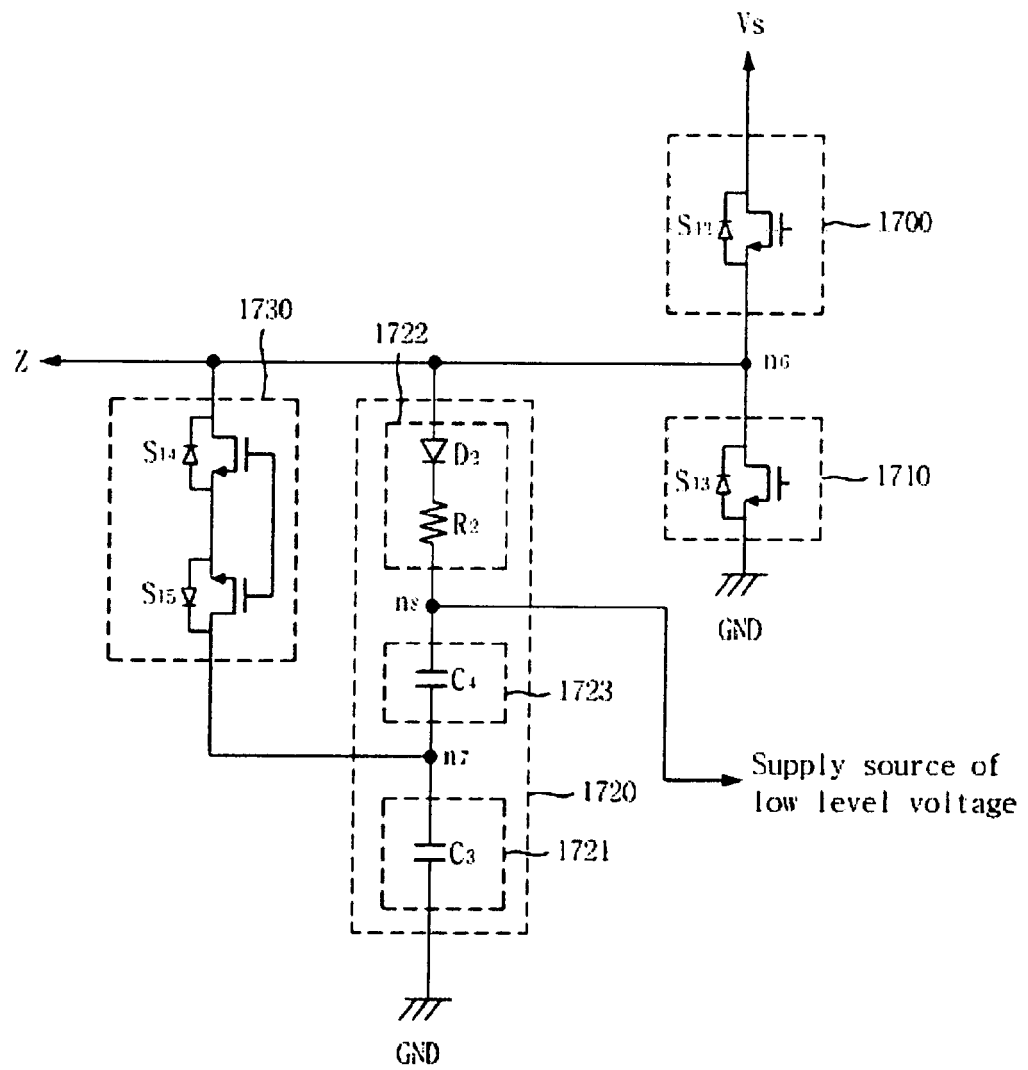 Vs
S12
1700
1730
1722
Z
n6
S14
D2
S13
1710
R2
S15
n8
GND
C4
1723
n7
Supply source of
low level voltage
1720
C3
1721
GND